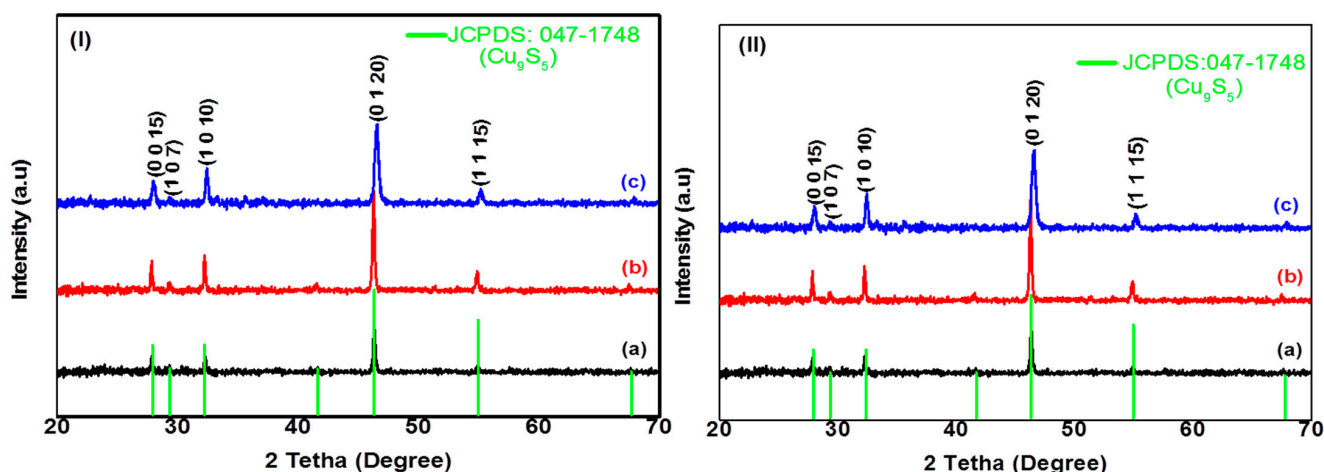 (I)
JCPDS: 047-1748
(Cu₉S₅)
(0 0 15)
(1 0 7)
(1 0 10)
(0 1 20)
(1 1 15)
(c)
(b)
(a)
Intensity (a.u)
20 30 40 50 60 70
2 Tetha (Degree)
(II)
JCPDS:047-1748
(Cu₉S₅)
(0 0 15)
(1 0 7)
(1 0 10)
(0 1 20)
(1 1 15)
(c)
(b)
(a)
Intensity (a.u)
20 30 40 50 60 70
2 Tetha (Degree)